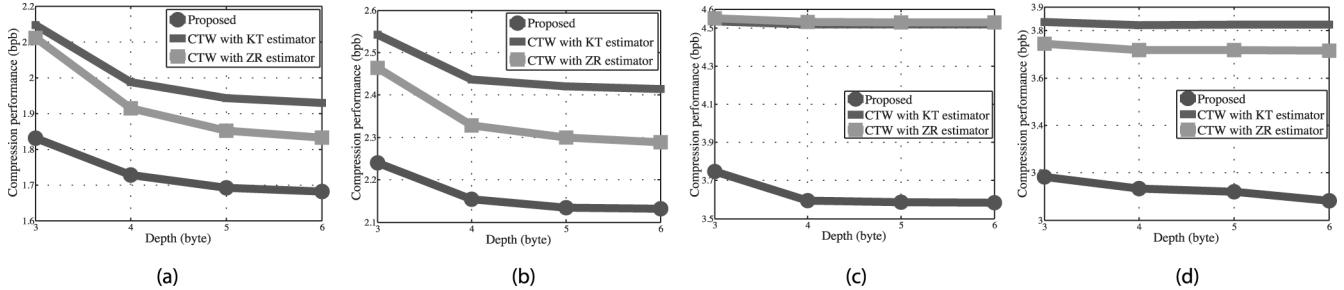 Compression performance (bpb)
2.2
2.1
2
1.9
1.8
1.7
1.6
Proposed
CTW with KT estimator
CTW with ZR estimator
3 4 5 6
Depth (byte)
(a)
Compression performance (bpb)
2.6
2.5
2.4
2.3
2.2
2.1
Proposed
CTW with KT estimator
CTW with ZR estimator
3 4 5 6
Depth (byte)
(b)
Compression performance (bpb)
4.6
4.5
4.3
4.1
3.9
3.7
3.5
Proposed
CTW with KT estimator
CTW with ZR estimator
3 4 5 6
Depth (byte)
(c)
Compression performance (bpb)
3.9
3.8
3.6
3.4
3.2
3
Proposed
CTW with KT estimator
CTW with ZR estimator
3 4 5 6
Depth (byte)
(d)